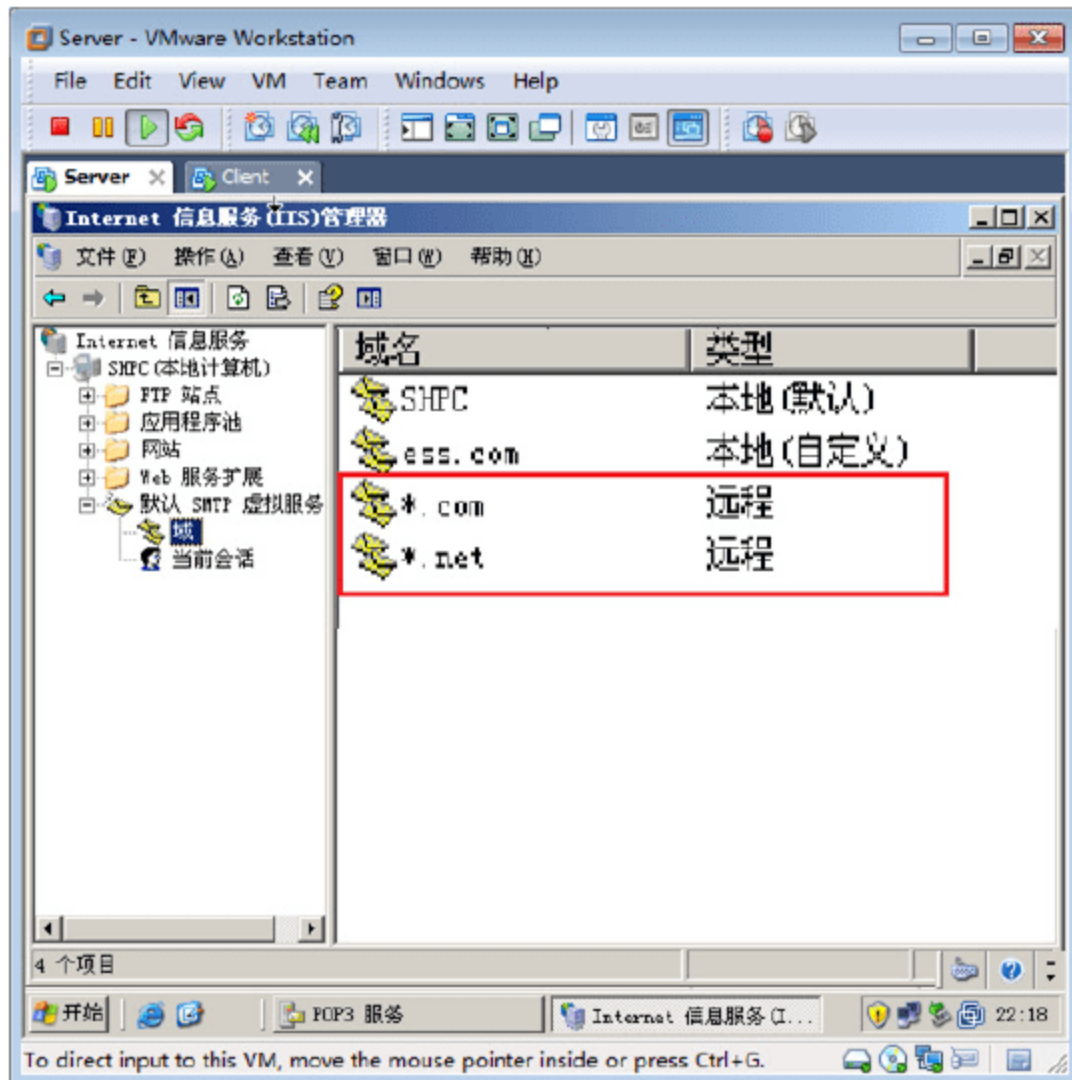 Server - VMware Workstation
File Edit View VM Team Windows Help
Server Client
Internet 信息服务(IIS)管理器
文件(F) 操作(A) 查看(V) 窗口(W) 帮助(H)
Internet 信息服务
SHPC(本地计算机)
FTP 站点
应用程序池
网站
Web 服务扩展
默认 SMTP 虚拟服务
域
当前会话
域名 类型
SHPC 本地(默认)
ess.com 本地(自定义)
*.com 远程
*.net 远程
4 个项目
开始 POP3 服务 Internet 信息服务(I... 22:18
To direct input to this VM, move the mouse pointer inside or press Ctrl+G.